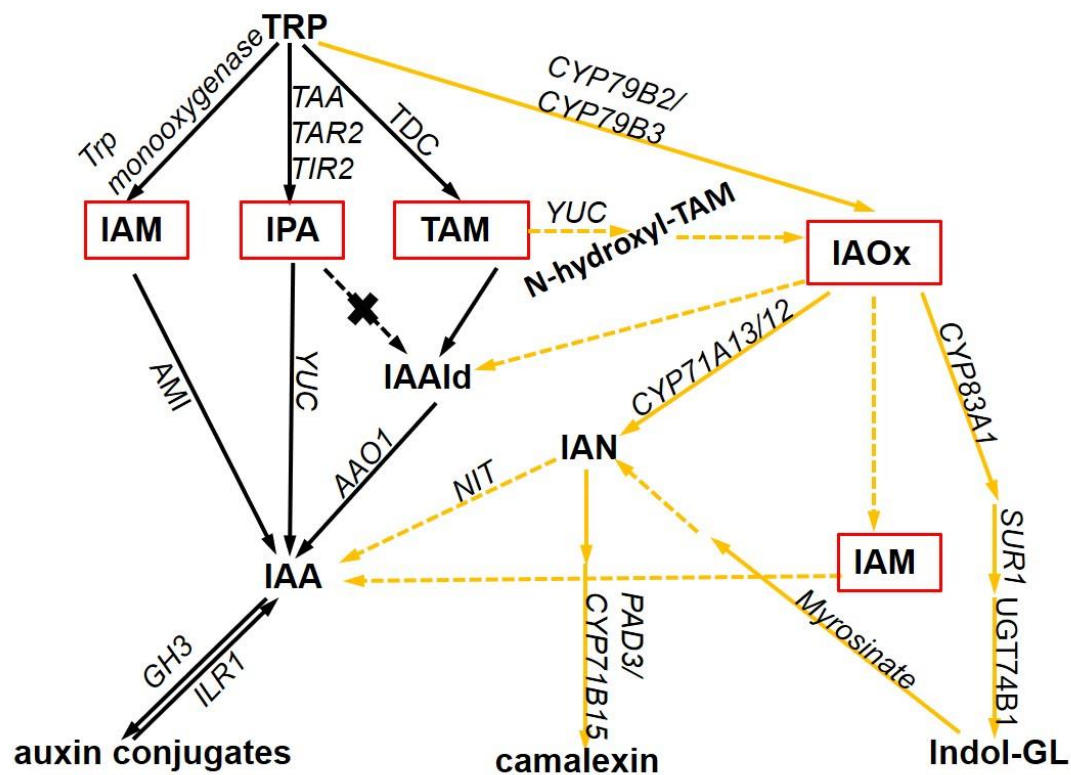 TRP
Trp
monooxygenase
TAA
TAR2
TIR2
TDC
CYP79B2/
CYP79B3
IAM
IPA
TAM
YUC
N-hydroxyl-TAM
IAOx
AMI
YUC
IAAld
AAO1
CYP71A13/12
CYP83A1
IAN
NIT
IAA
IAM
SUR1
UGT74B1
PAD3/
CYP71B15
Myrosinate
GH3
ILR1
auxin conjugates
camalexin
Indol-GL